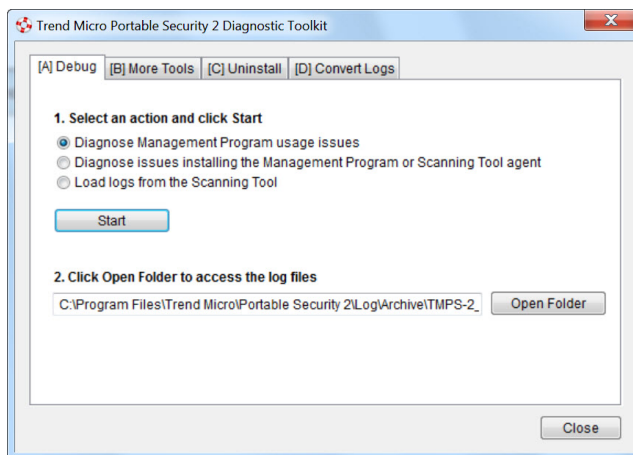 Trend Micro Portable Security 2 Diagnostic Toolkit
[A] Debug [B] More Tools [C] Uninstall [D] Convert Logs
1. Select an action and click Start
Diagnose Management Program usage issues
Diagnose issues installing the Management Program or Scanning Tool agent
Load logs from the Scanning Tool
Start
2. Click Open Folder to access the log files
C:\Program Files\Trend Micro\Portable Security 2\Log\Archive\TMPS-2_ Open Folder
Close